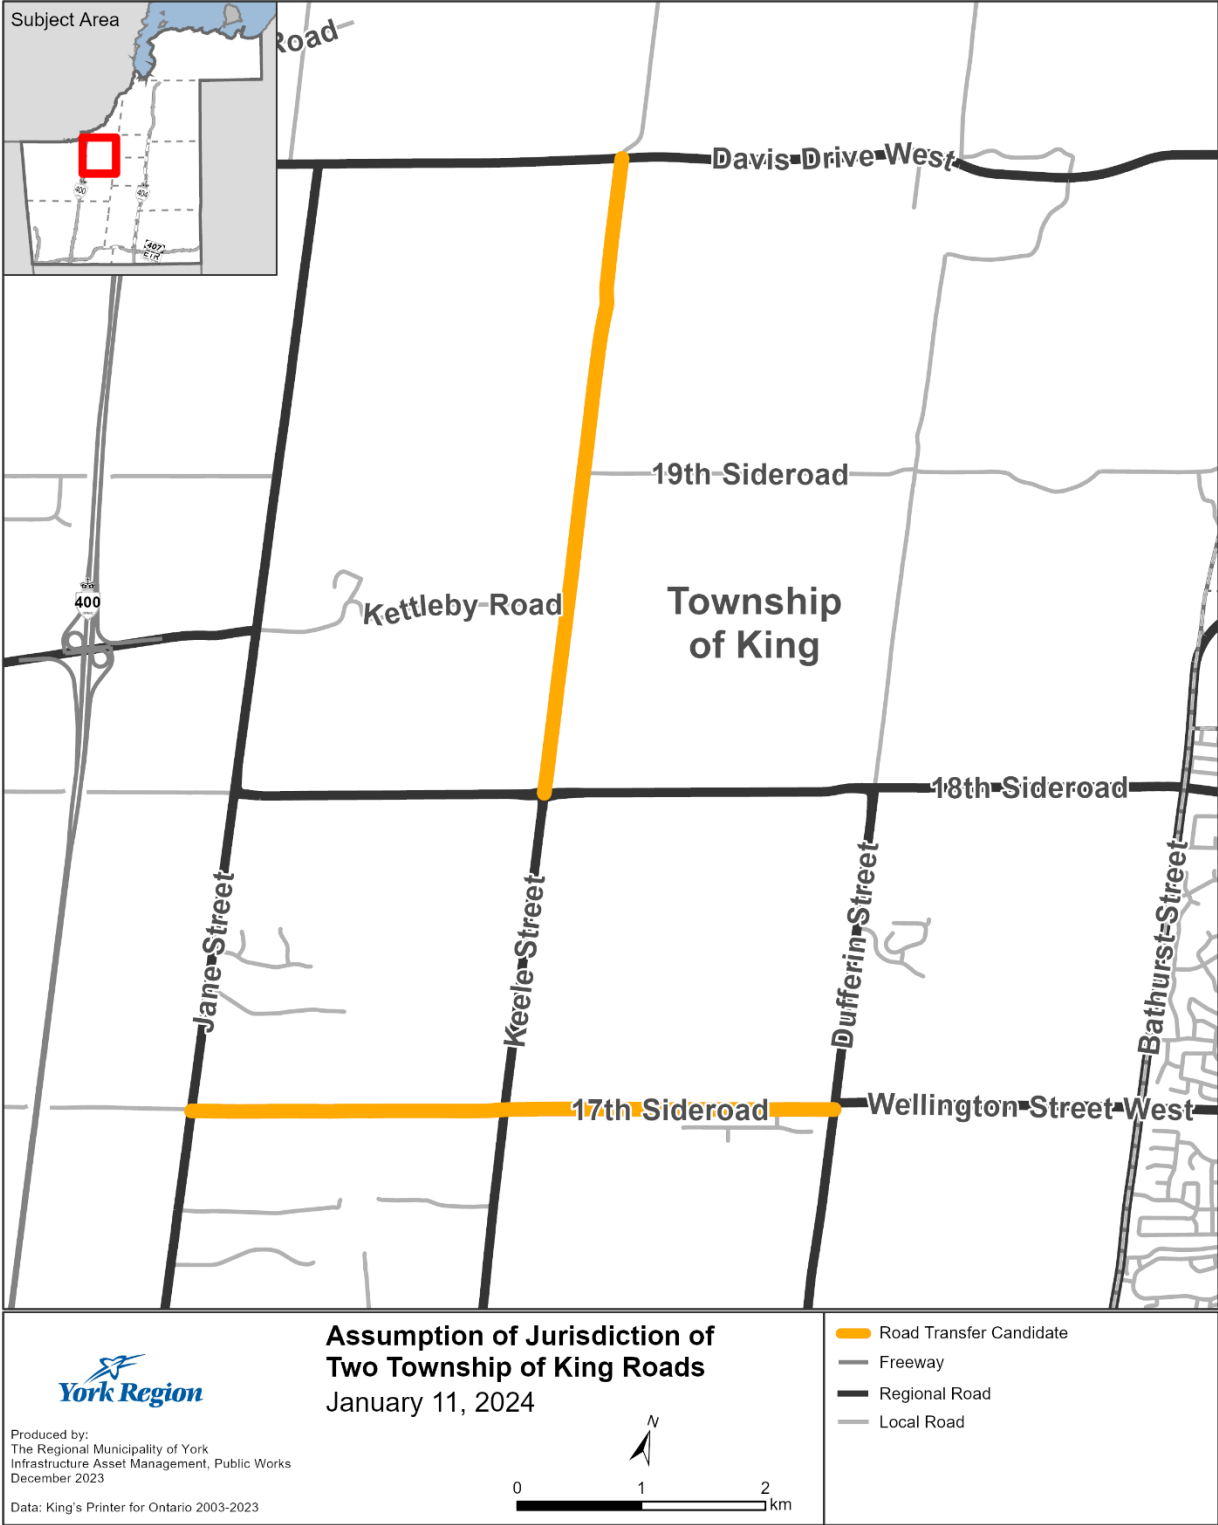 Subject Area
Road
400
404
407
ETR
Davis Drive West
19th Sideroad
400
Kettleby Road
Township
of King
18th Sideroad
Jane Street
Keele Street
Dufferin Street
Bathurst Street
17th Sideroad
Wellington Street West
York Region
Produced by:
The Regional Municipality of York
Infrastructure Asset Management, Public Works
December 2023
Data: King's Printer for Ontario 2003-2023
Assumption of Jurisdiction of
Two Township of King Roads
January 11, 2024
N
0 1 2
km
Road Transfer Candidate
Freeway
Regional Road
Local Road